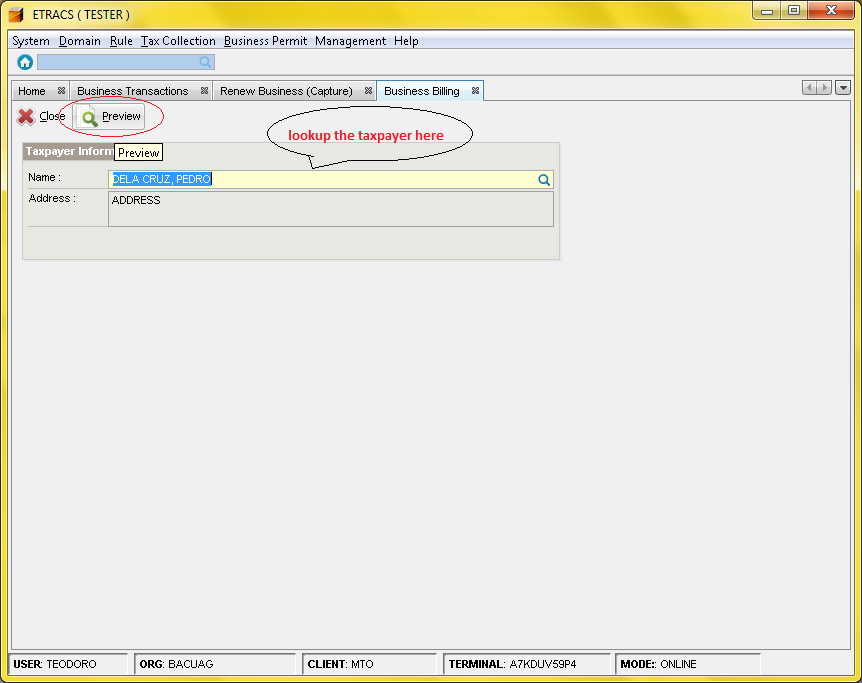 ETRACS ( TESTER )
System Domain Rule Tax Collection Business Permit Management Help
Home Business Transactions Renew Business (Capture) Business Billing
Close Preview
lookup the taxpayer here
Taxpayer Inform
Preview
Name :
DELA CRUZ, PEDRO
Address :
ADDRESS
USER: TEODORO ORG: BACUAG CLIENT: MTO TERMINAL: A7KDUV59P4 MODE:: ONLINE